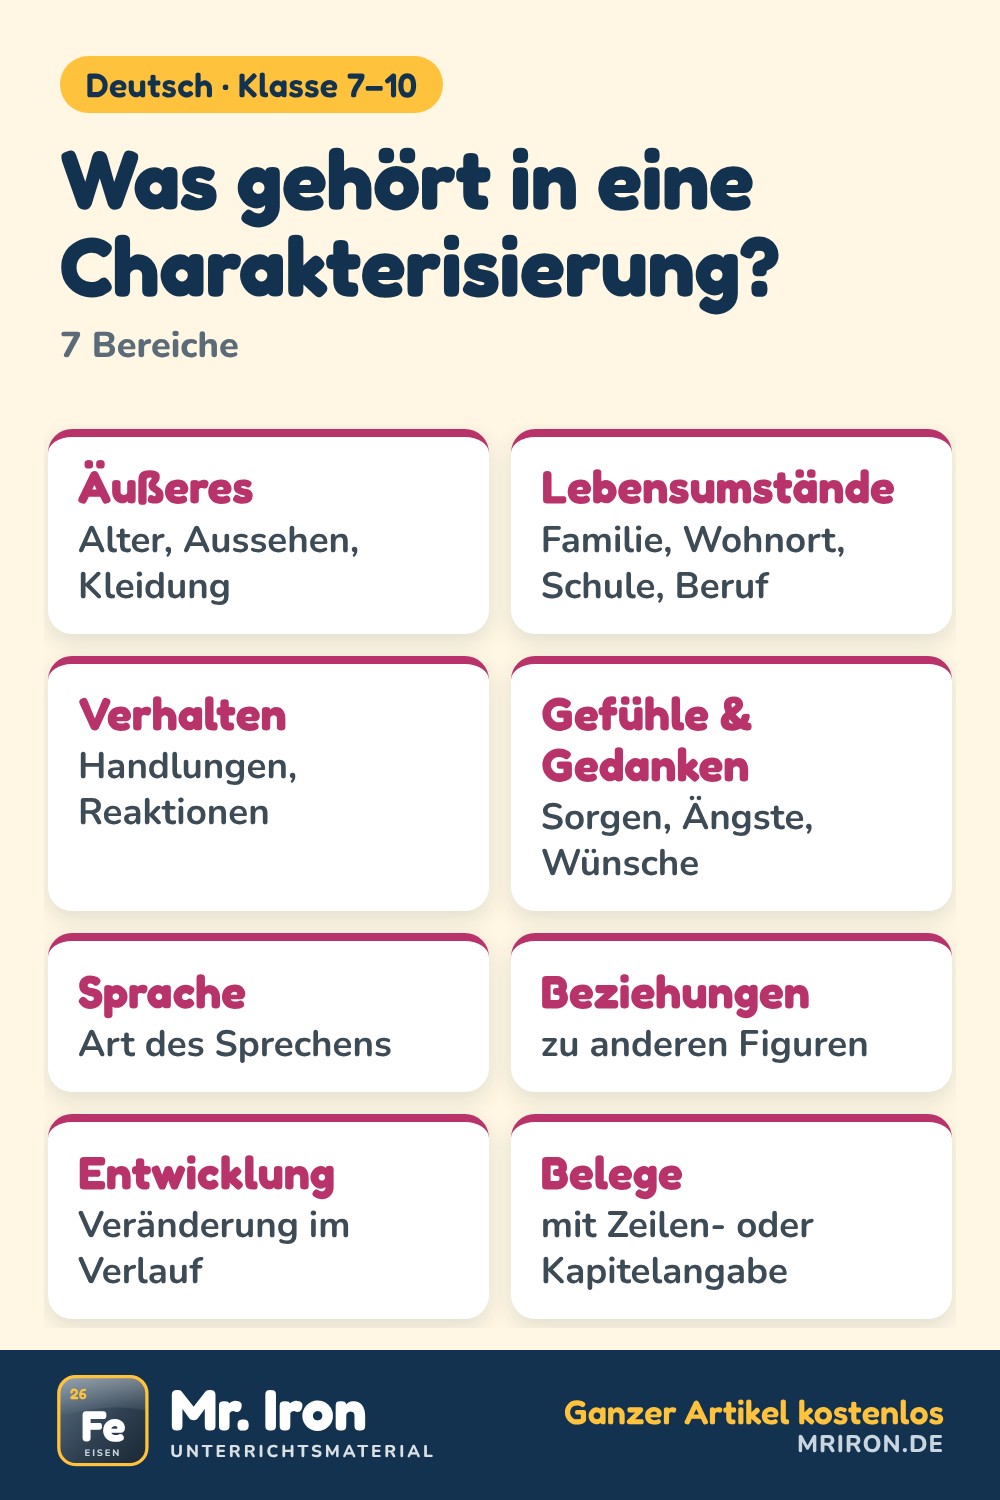 Deutsch · Klasse 7–10
Was gehört in eine
Charakterisierung?
7 Bereiche
Äußeres
Alter, Aussehen,
Kleidung
Lebensumstände
Familie, Wohnort,
Schule, Beruf
Verhalten
Handlungen,
Reaktionen
Gefühle &
Gedanken
Sorgen, Ängste,
Wünsche
Sprache
Art des Sprechens
Beziehungen
zu anderen Figuren
Entwicklung
Veränderung im
Verlauf
Belege
mit Zeilen- oder
Kapitelangabe
26
Fe
EISEN
Mr. Iron
UNTERRICHTSMATERIAL
Ganzer Artikel kostenlos
MRIRON.DE